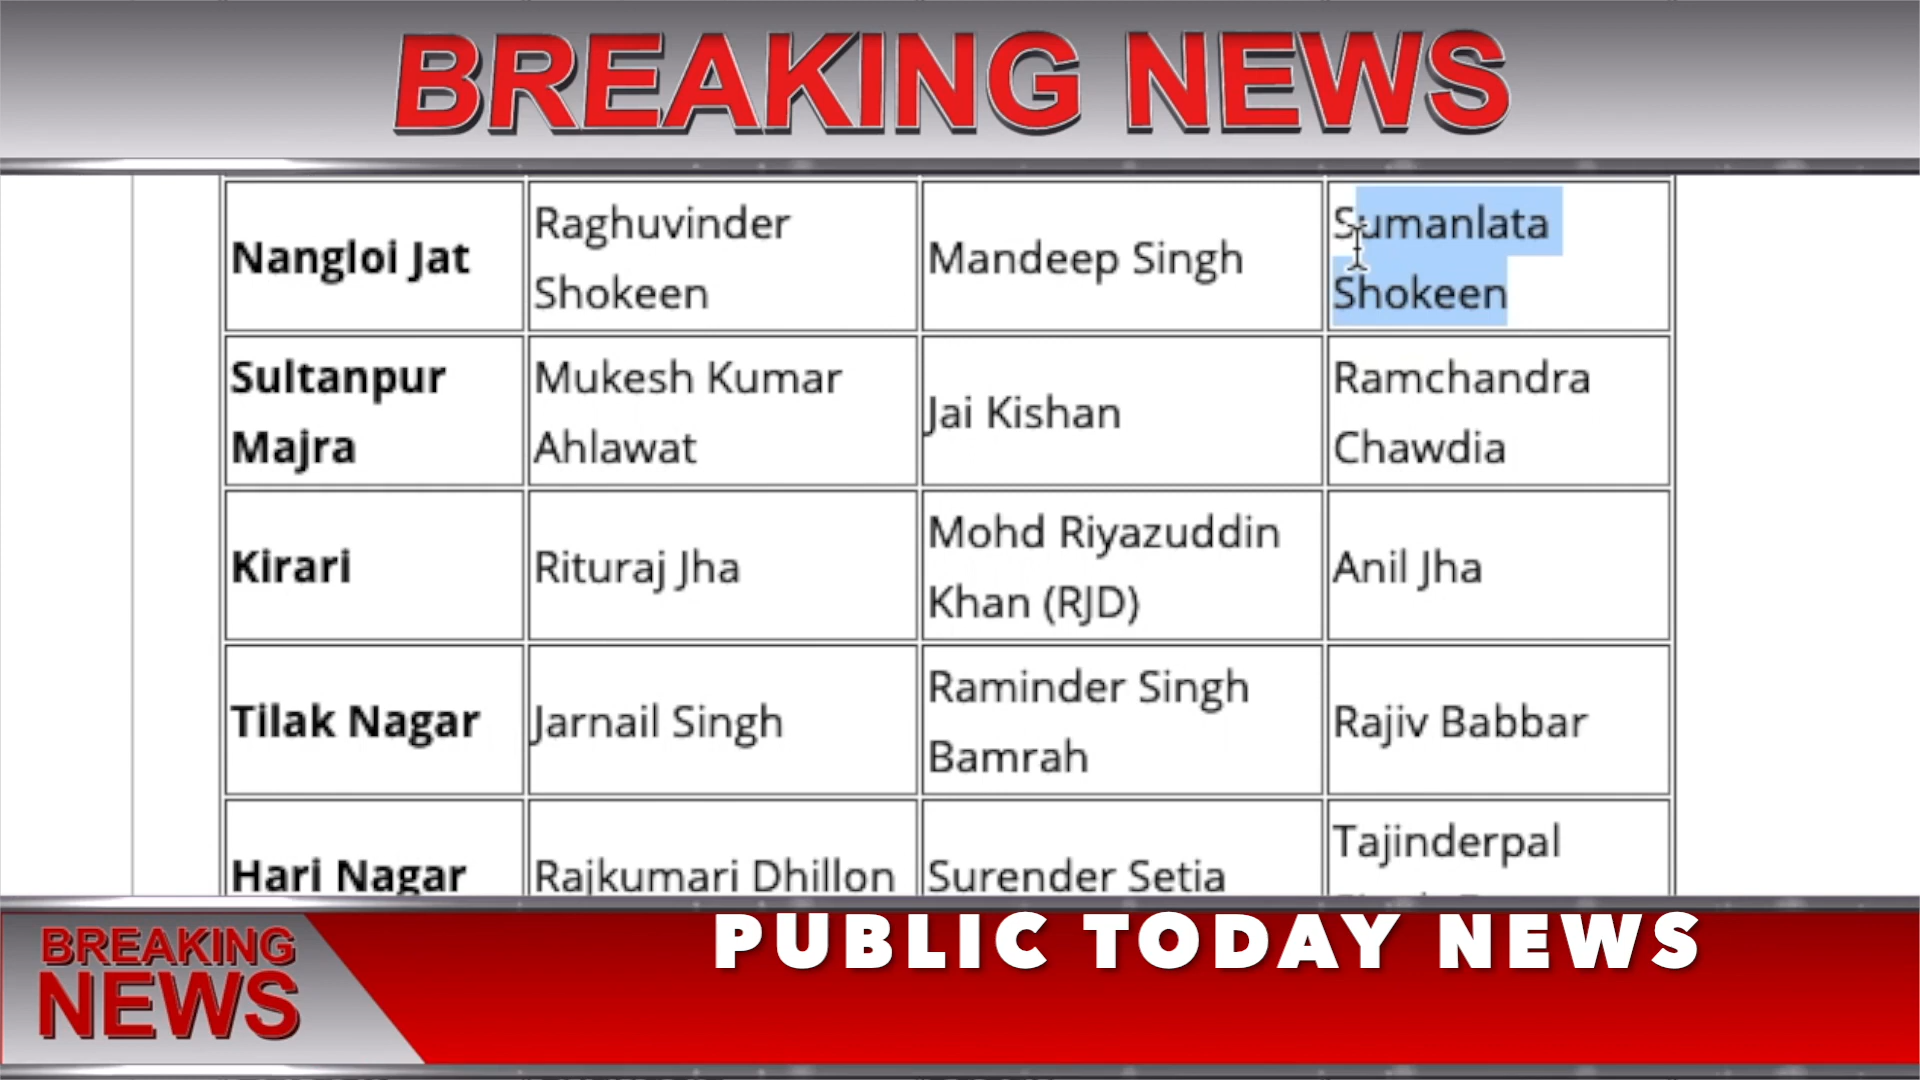 BREAKING NEWS
Nangloi Jat
Raghuvinder
Shokeen
Mandeep Singh
Sumanlata
Shokeen
Sultanpur
Majra
Mukesh Kumar
Ahlawat
Jai Kishan
Ramchandra
Chawdia
Kirari
Rituraj Jha
Mohd Riyazuddin
Khan (RJD)
Anil Jha
Tilak Nagar
Jarnail Singh
Raminder Singh
Bamrah
Rajiv Babbar
Hari Nagar
Rajkumari Dhillon
Surender Setia
Tajinderpal
BREAKING
NEWS
PUBLIC TODAY NEWS